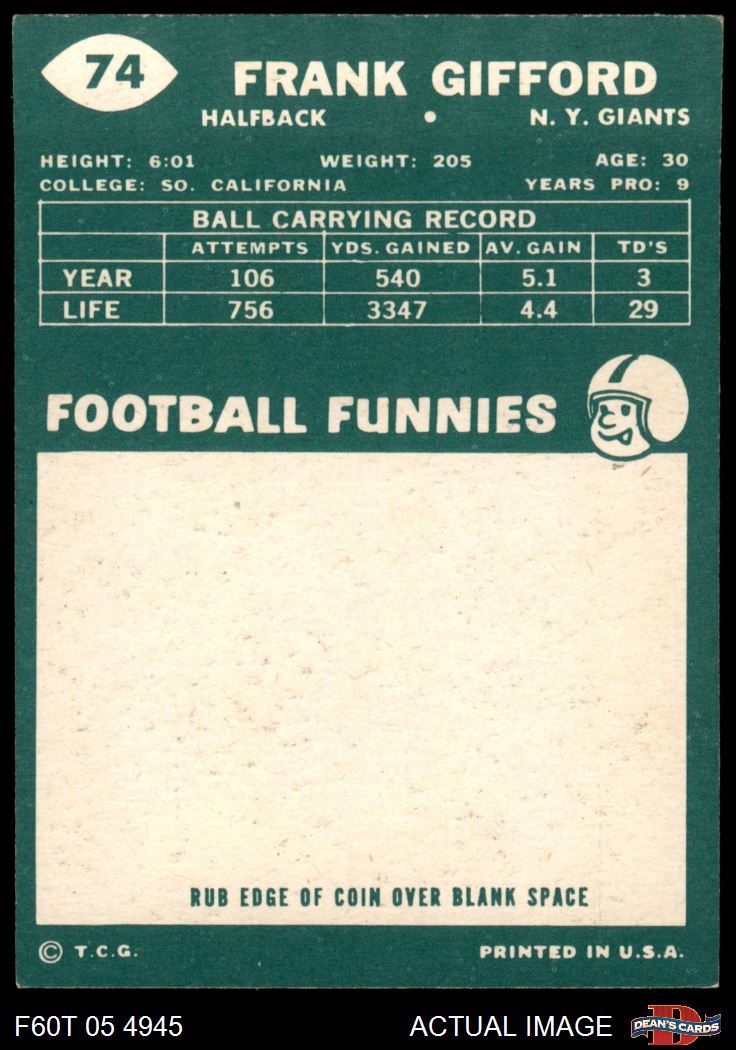 74
FRANK GIFFORD
HALFBACK • N. Y. GIANTS
HEIGHT: 6:01 WEIGHT: 205 AGE: 30
COLLEGE: SO. CALIFORNIA YEARS PRO: 9
BALL CARRYING RECORD
ATTEMPTS YDS. GAINED AV. GAIN TD'S
YEAR 106 540 5.1 3
LIFE 756 3347 4.4 29
FOOTBALL FUNNIES
RUB EDGE OF COIN OVER BLANK SPACE
© T.C.G. PRINTED IN U.S.A.
F60T 05 4945 ACTUAL IMAGE DEAN'S CARDS